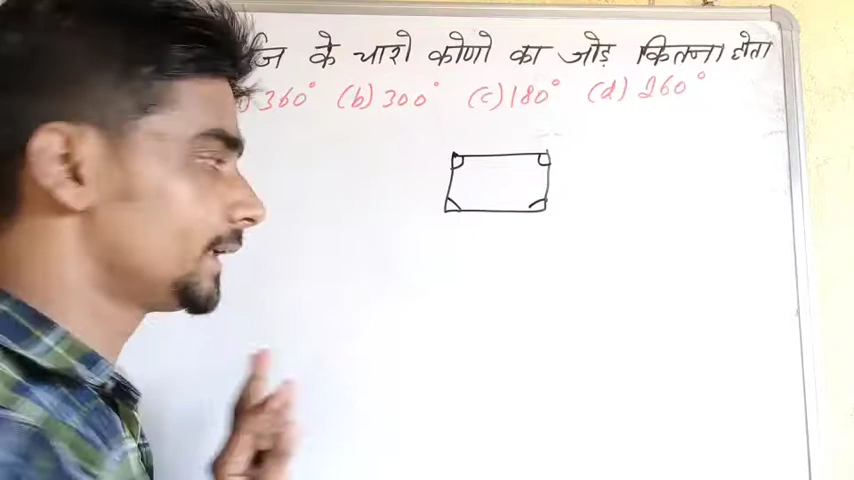 के चारो कोणो का जोड़ कितना होता
360° (b) 300° (c) 180° (d) 260°